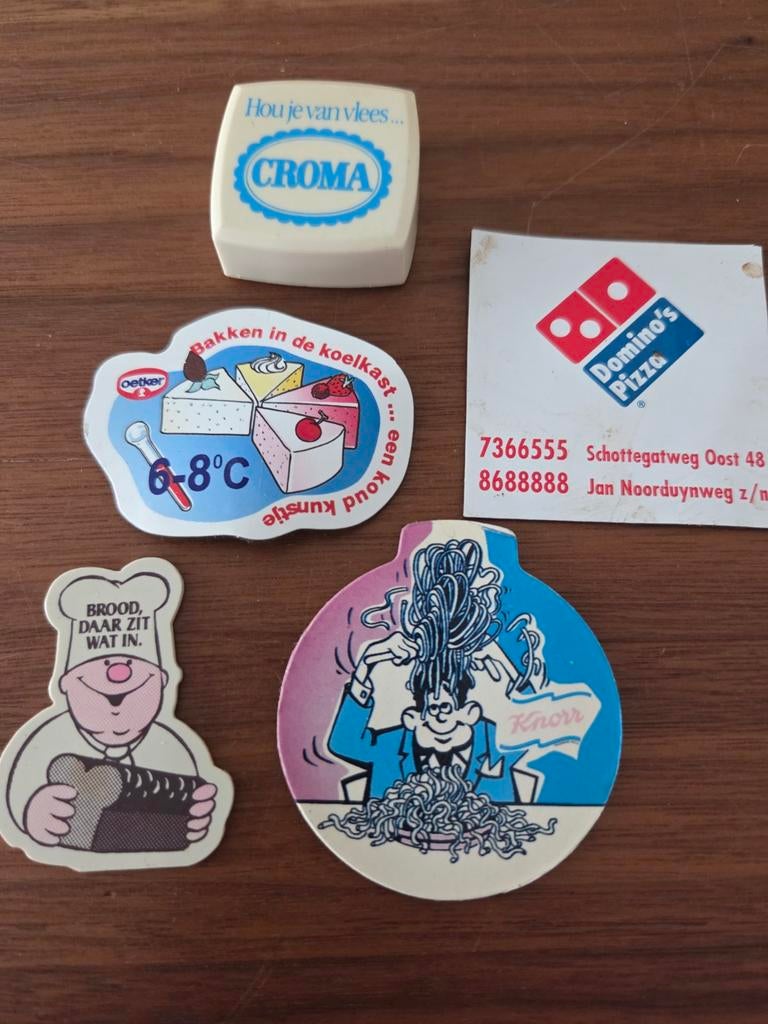 Hou je van vlees...
CROMA
Domino's
Pizza®
7366555 Schottegatweg Oost 48
8688888 Jan Noorduynweg z/n
Bakken in de koelkast ... een koud kunstje
oetker
6-8°C
BROOD,
DAAR ZIT
WAT IN.
Knorr